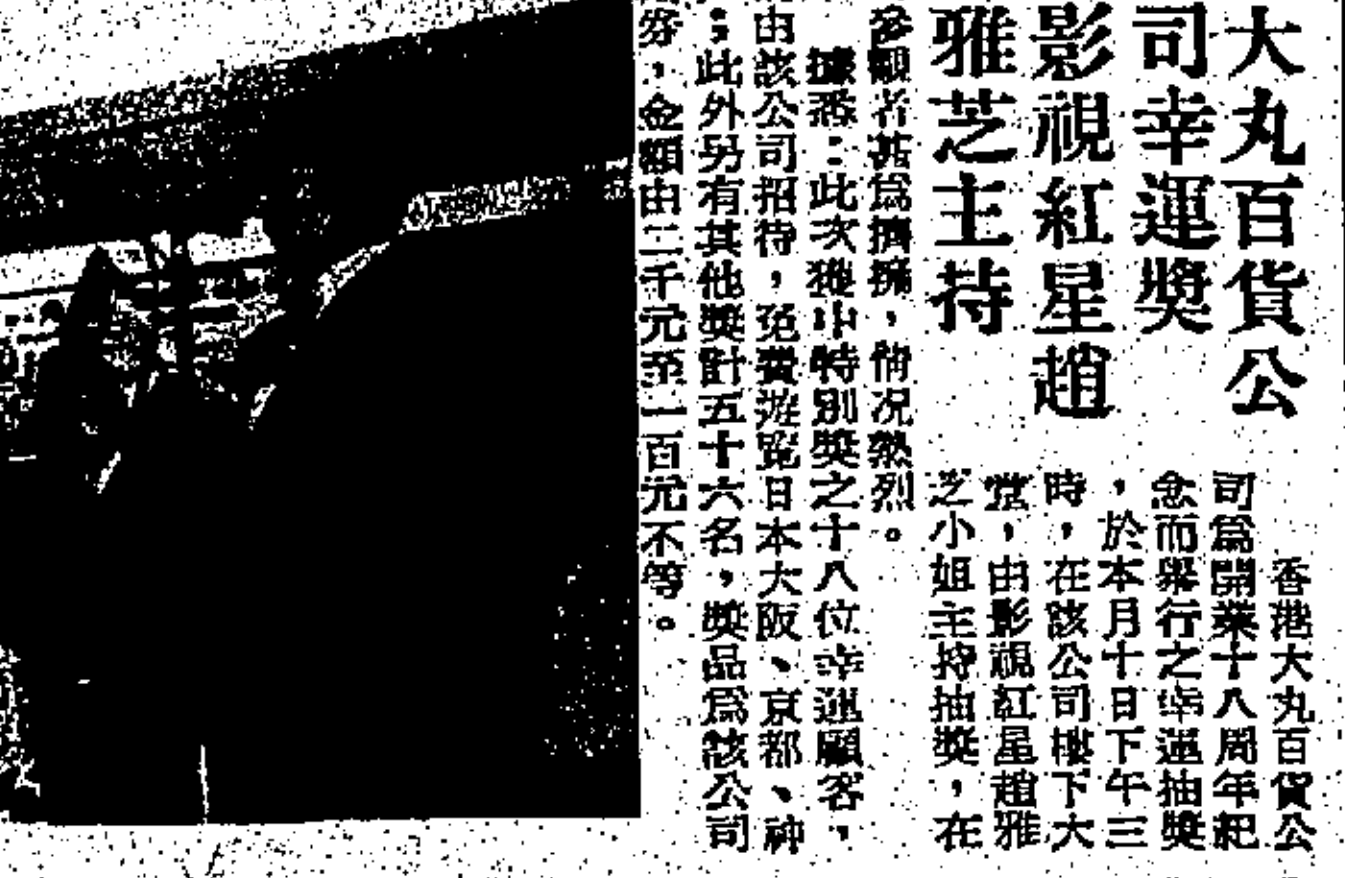 大丸百貨公
司幸運獎
影視紅星趙
雅芝主持
香港大丸百貨公
司爲開業十八周年紀
念而舉行之幸運抽獎
，於本月十日下午三
時，在該公司樓下大
堂，由影視紅星趙雅
芝小姐主持抽獎，在
參觀者甚爲擠擁，情况熱烈。
據悉：此次獲中特別獎之十八位幸運顧客，
由該公司招待，免費遊覽日本大阪、京都、神
；此外另有其他獎計五十六名，獎品爲該公司
券，金額由二千元至一百元不等。